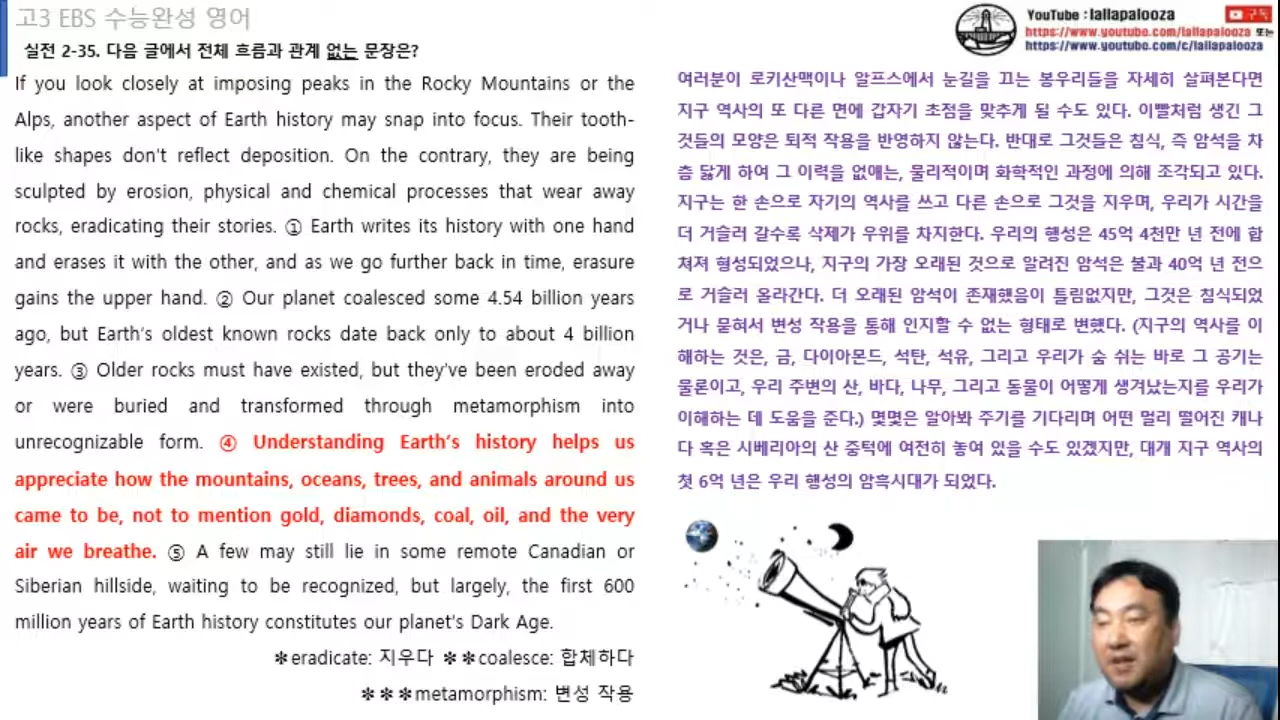 고3 EBS 수능완성 영어
YouTube : lallapalooza
구독
https://www.youtube.com/lallapalooza 또는
https://www.youtube.com/c/lallapalooza
실전 2-35. 다음 글에서 전체 흐름과 관계 없는 문장은?
If you look closely at imposing peaks in the Rocky Mountains or the
Alps, another aspect of Earth history may snap into focus. Their tooth-
like shapes don't reflect deposition. On the contrary, they are being
sculpted by erosion, physical and chemical processes that wear away
rocks, eradicating their stories. ① Earth writes its history with one hand
and erases it with the other, and as we go further back in time, erasure
gains the upper hand. ② Our planet coalesced some 4.54 billion years
ago, but Earth's oldest known rocks date back only to about 4 billion
years. ③ Older rocks must have existed, but they've been eroded away
or were buried and transformed through metamorphism into
unrecognizable form. ④ Understanding Earth's history helps us
appreciate how the mountains, oceans, trees, and animals around us
came to be, not to mention gold, diamonds, coal, oil, and the very
air we breathe. ⑤ A few may still lie in some remote Canadian or
Siberian hillside, waiting to be recognized, but largely, the first 600
million years of Earth history constitutes our planet's Dark Age.
✻eradicate: 지우다 ✻✻coalesce: 합체하다
✻✻✻metamorphism: 변성 작용
여러분이 로키산맥이나 알프스에서 눈길을 끄는 봉우리들을 자세히 살펴본다면
지구 역사의 또 다른 면에 갑자기 초점을 맞추게 될 수도 있다. 이빨처럼 생긴 그
것들의 모양은 퇴적 작용을 반영하지 않는다. 반대로 그것들은 침식, 즉 암석을 차
츰 닳게 하여 그 이력을 없애는, 물리적이며 화학적인 과정에 의해 조각되고 있다.
지구는 한 손으로 자기의 역사를 쓰고 다른 손으로 그것을 지우며, 우리가 시간을
더 거슬러 갈수록 삭제가 우위를 차지한다. 우리의 행성은 45억 4천만 년 전에 합
쳐져 형성되었으나, 지구의 가장 오래된 것으로 알려진 암석은 불과 40억 년 전으
로 거슬러 올라간다. 더 오래된 암석이 존재했음이 틀림없지만, 그것은 침식되었
거나 묻혀서 변성 작용을 통해 인지할 수 없는 형태로 변했다. (지구의 역사를 이
해하는 것은, 금, 다이아몬드, 석탄, 석유, 그리고 우리가 숨 쉬는 바로 그 공기는
물론이고, 우리 주변의 산, 바다, 나무, 그리고 동물이 어떻게 생겨났는지를 우리가
이해하는 데 도움을 준다.) 몇몇은 알아봐 주기를 기다리며 어떤 멀리 떨어진 캐나
다 혹은 시베리아의 산 중턱에 여전히 놓여 있을 수도 있겠지만, 대개 지구 역사의
첫 6억 년은 우리 행성의 암흑시대가 되었다.